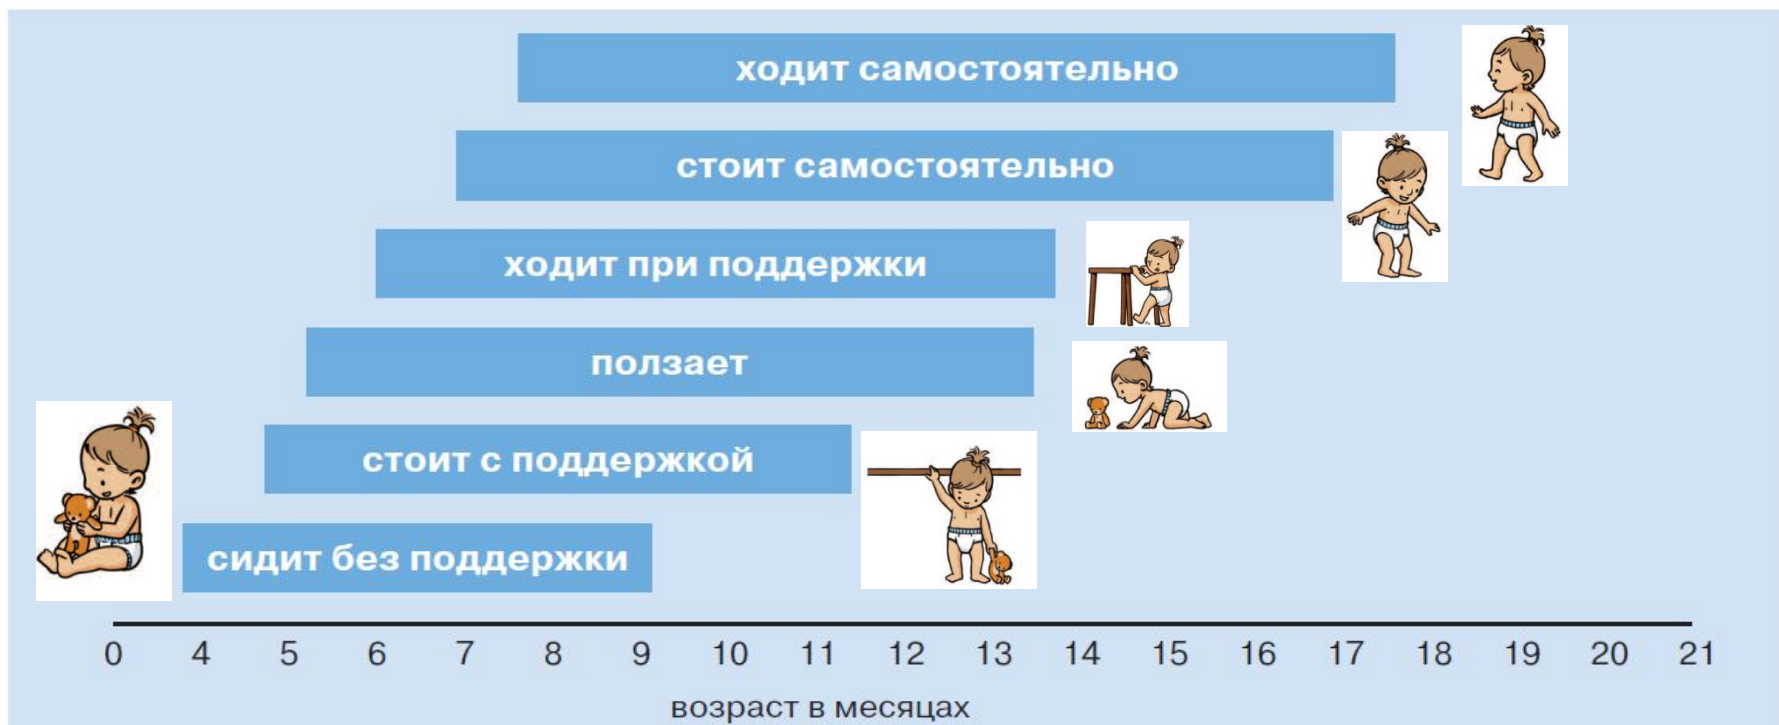 ходит самостоятельно
стоит самостоятельно
ходит при поддержки
ползает
стоит с поддержкой
сидит без поддержки
0 4 5 6 7 8 9 10 11 12 13 14 15 16 17 18 19 20 21
возраст в месяцах